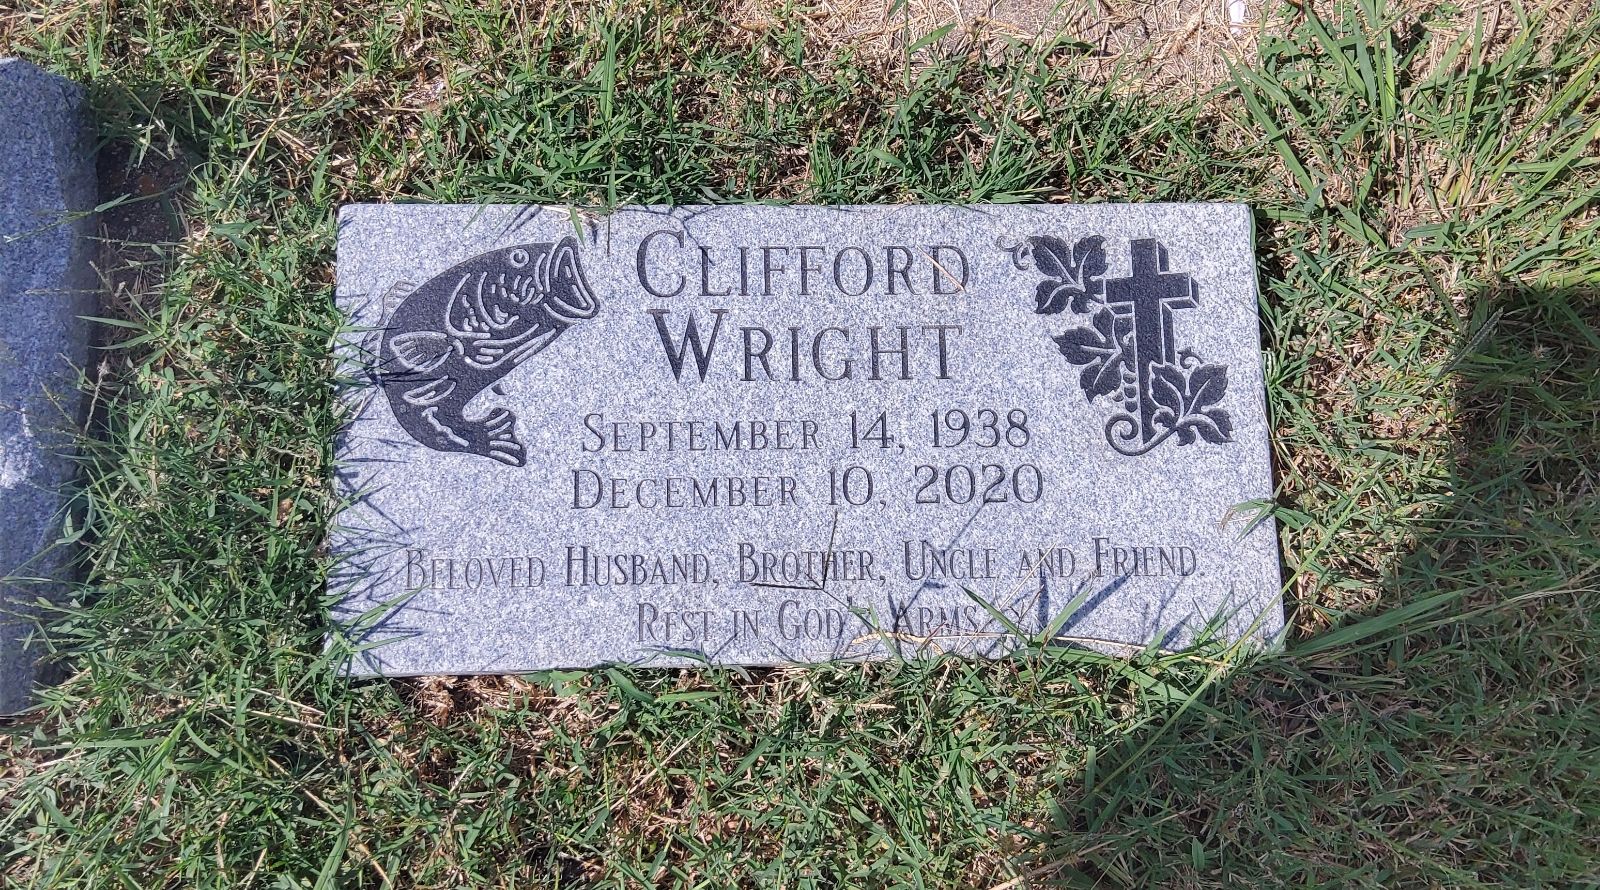 CLIFFORD
WRIGHT
SEPTEMBER 14, 1938
DECEMBER 10, 2020
BELOVED HUSBAND, BROTHER, UNCLE AND FRIEND
REST IN GOD'S ARMS